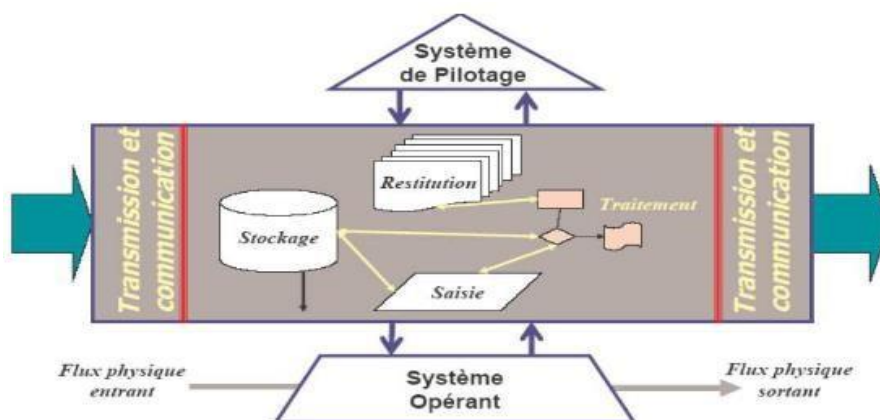 Système
de Pilotage
Transmission et
communication
Restitution
Traitement
Stockage
Saisie
Transmission et
communication
Flux physique
entrant
Système
Opérant
Flux physique
sortant